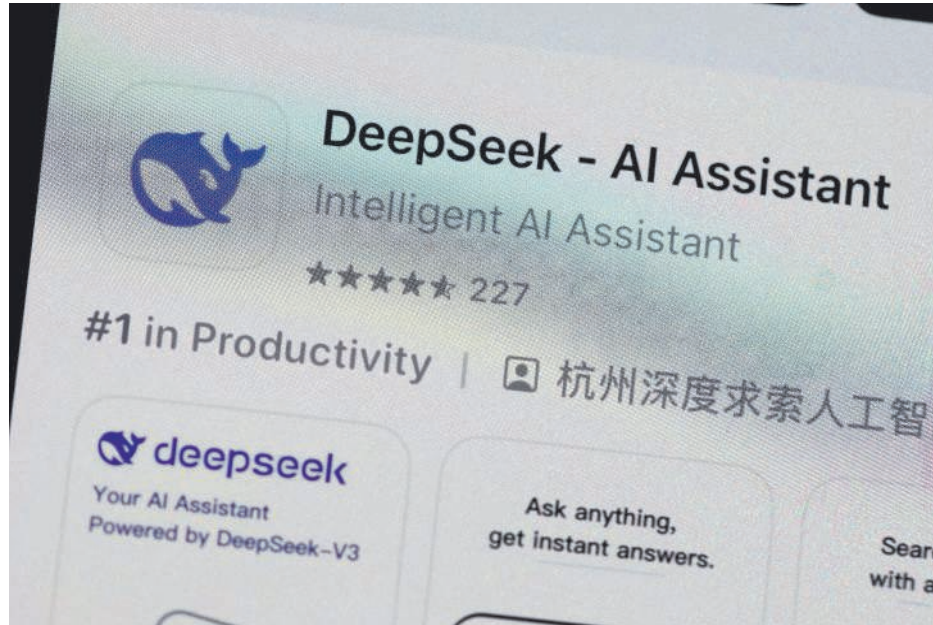 DeepSeek - AI Assistant
Intelligent AI Assistant
★★★★⯪ 227
#1 in Productivity | 杭州深度求索人工智
deepseek
Your AI Assistant
Powered by DeepSeek-V3
Ask anything,
get instant answers.
Sear
with a